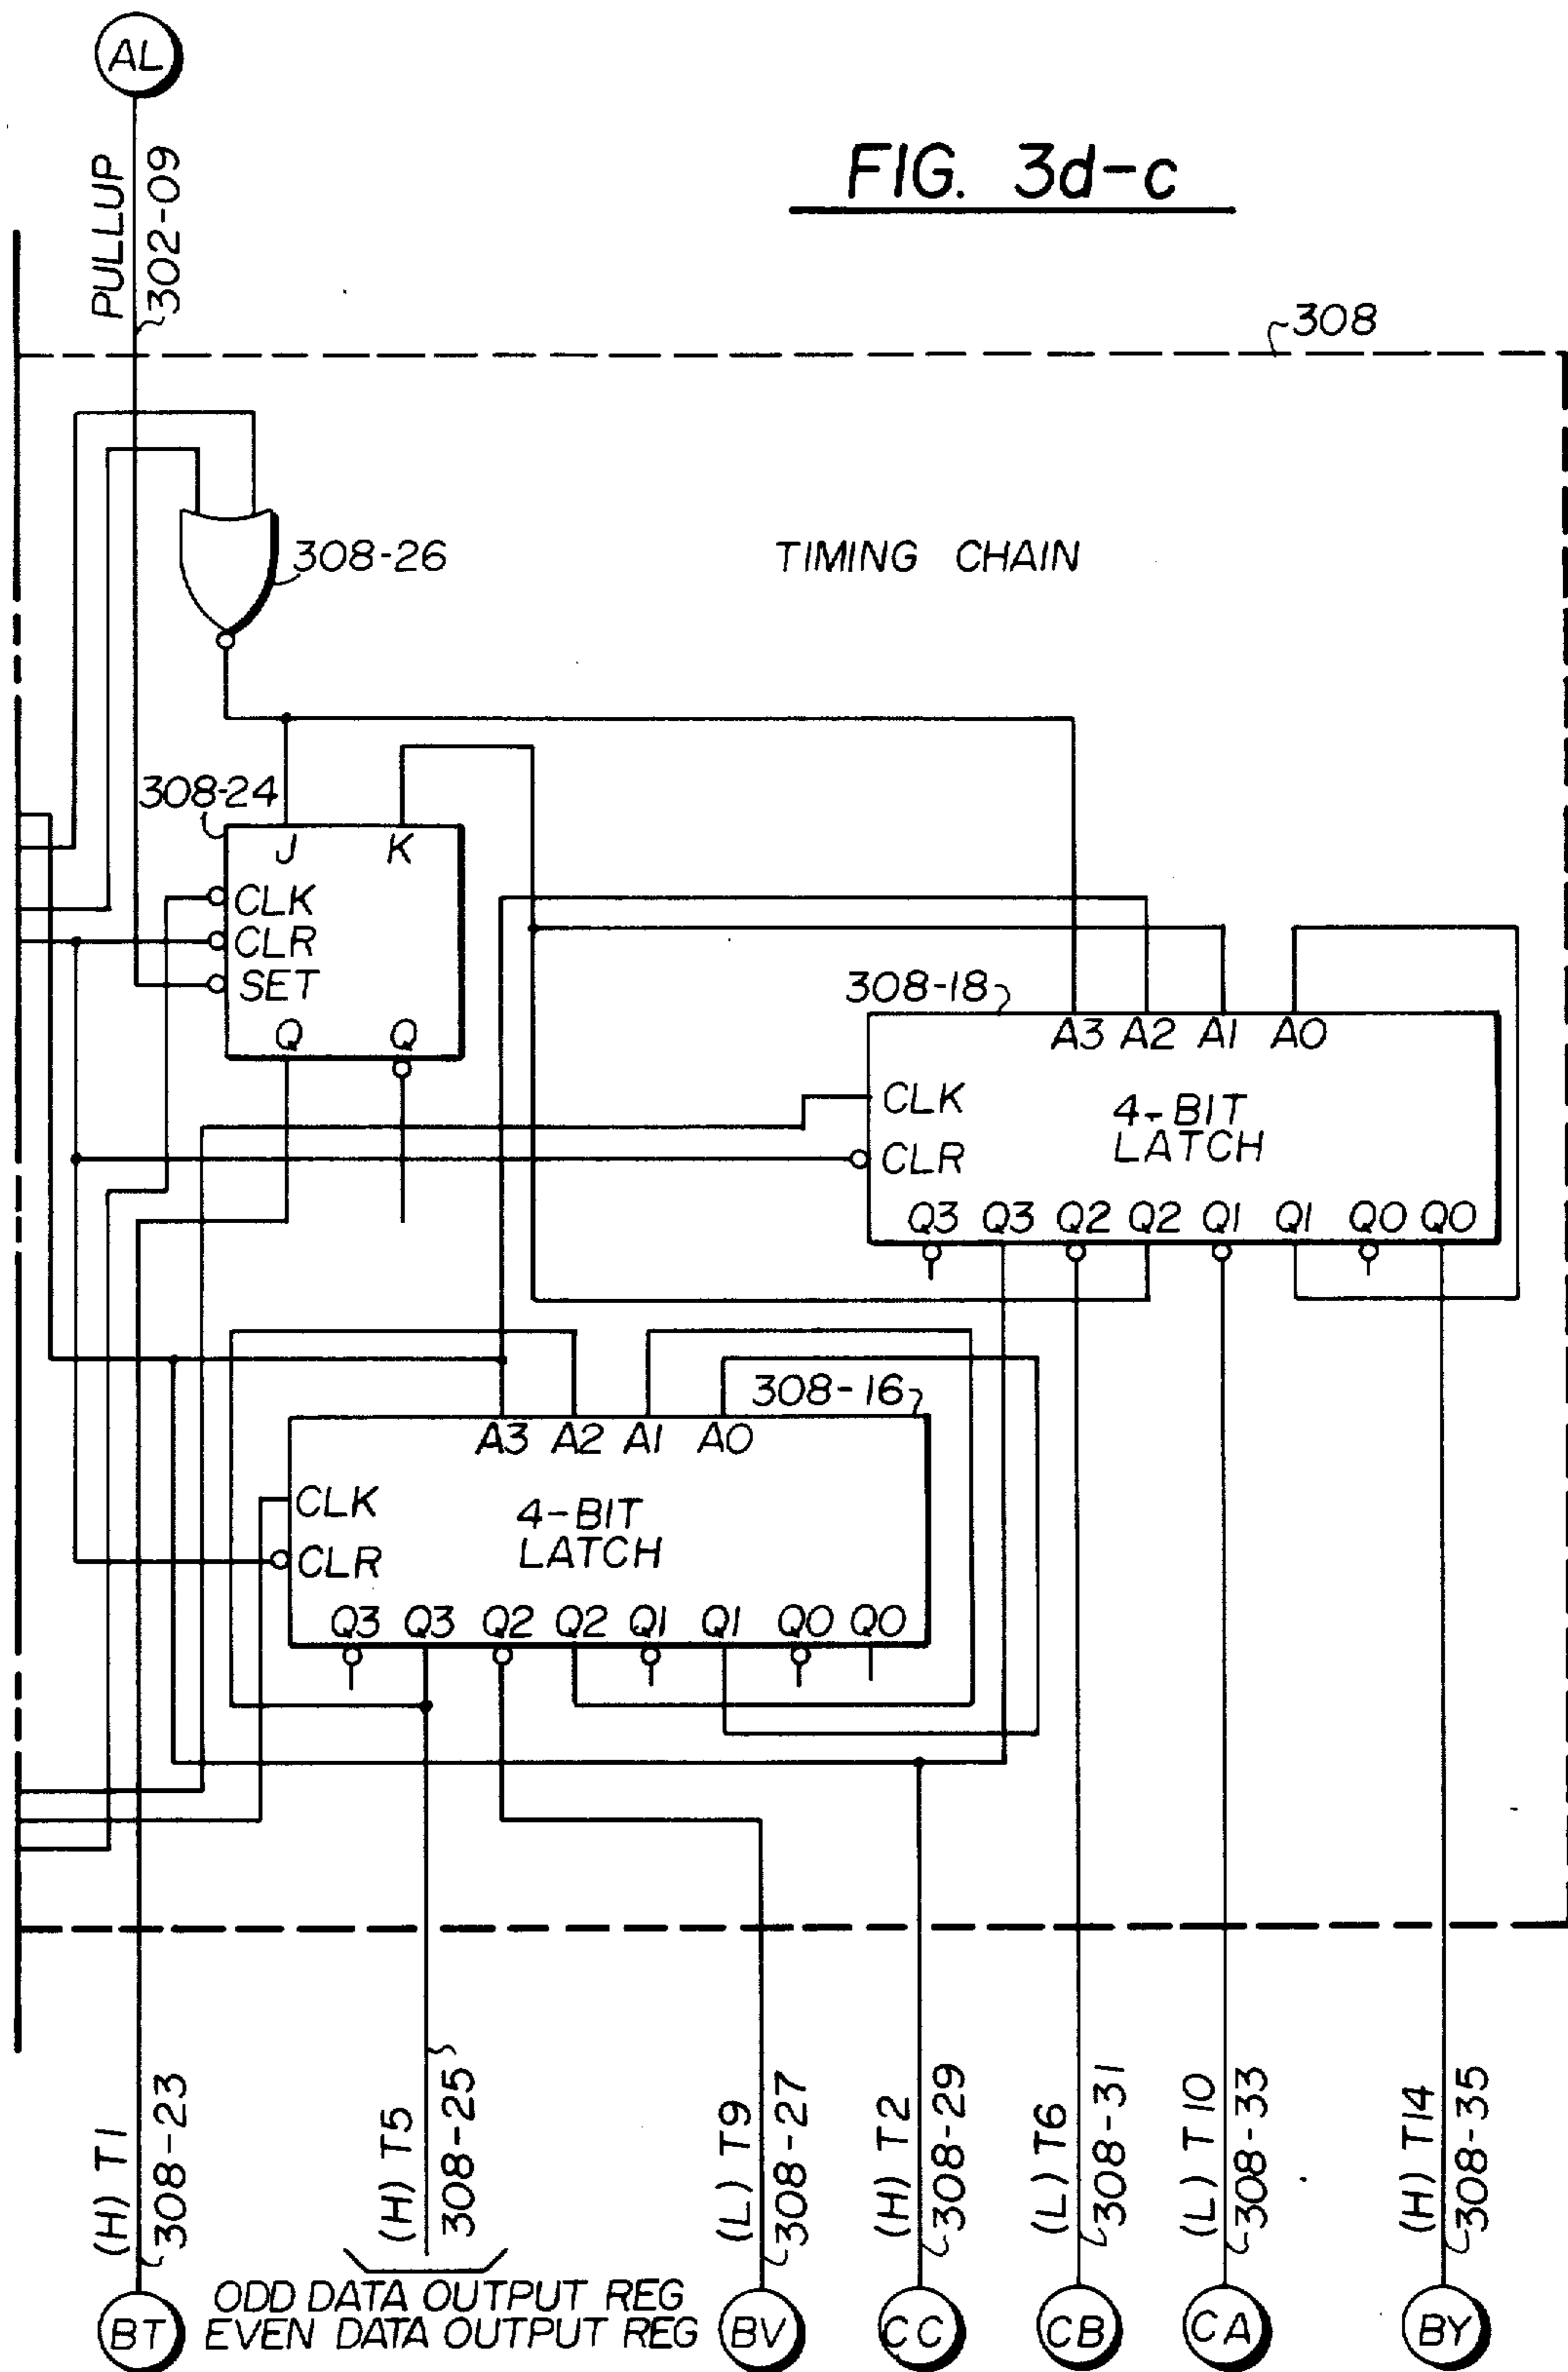 AL
FIG. 3d-c
PULLUP
302-09
308
308-26
TIMING CHAIN
308-24
J K
CLK
CLR
SET
Q Q
308-18
A3 A2 A1 A0
CLK
4-BIT
LATCH
CLR
Q3 Q3 Q2 Q2 Q1 Q1 Q0 Q0
308-16
A3 A2 A1 A0
CLK
4-BIT
LATCH
CLR
Q3 Q3 Q2 Q2 Q1 Q1 Q0 Q0
(H) T1
308-23
(H) T5
308-25
(L) T9
308-27
(H) T2
308-29
(L) T6
308-31
(L) T10
308-33
(H) T14
308-35
ODD DATA OUTPUT REG
EVEN DATA OUTPUT REG
BT
BV
CC
CB
CA
BY